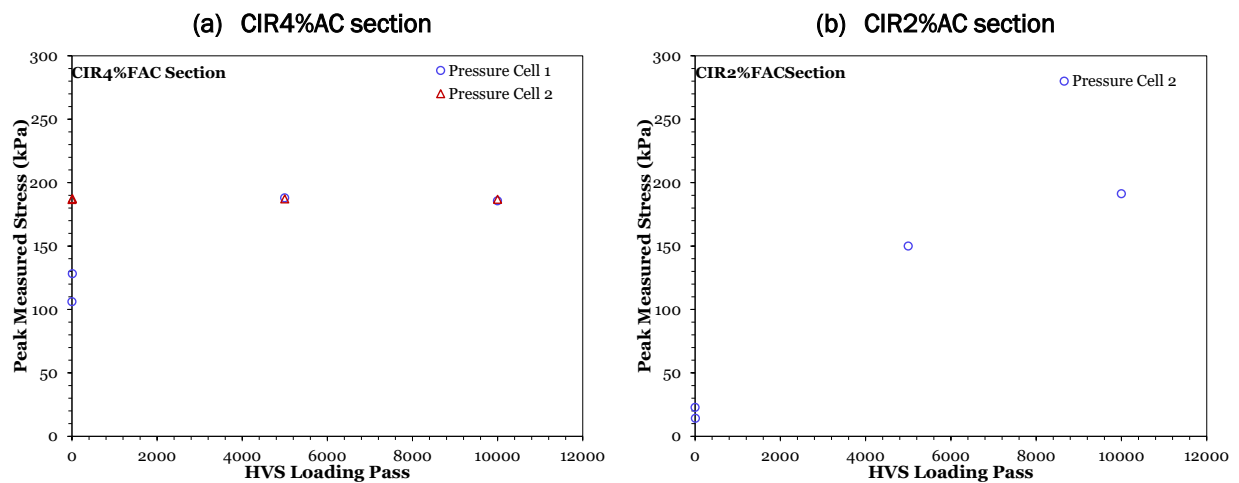 (a) CIR4%AC section
CIR4%FAC Section
Pressure Cell 1
Pressure Cell 2
Peak Measured Stress (kPa)
300
250
200
150
100
50
0
0 2000 4000 6000 8000 10000 12000
HVS Loading Pass
(b) CIR2%AC section
CIR2%FACSection
Pressure Cell 2
Peak Measured Stress (kPa)
300
250
200
150
100
50
0
0 2000 4000 6000 8000 10000 12000
HVS Loading Pass